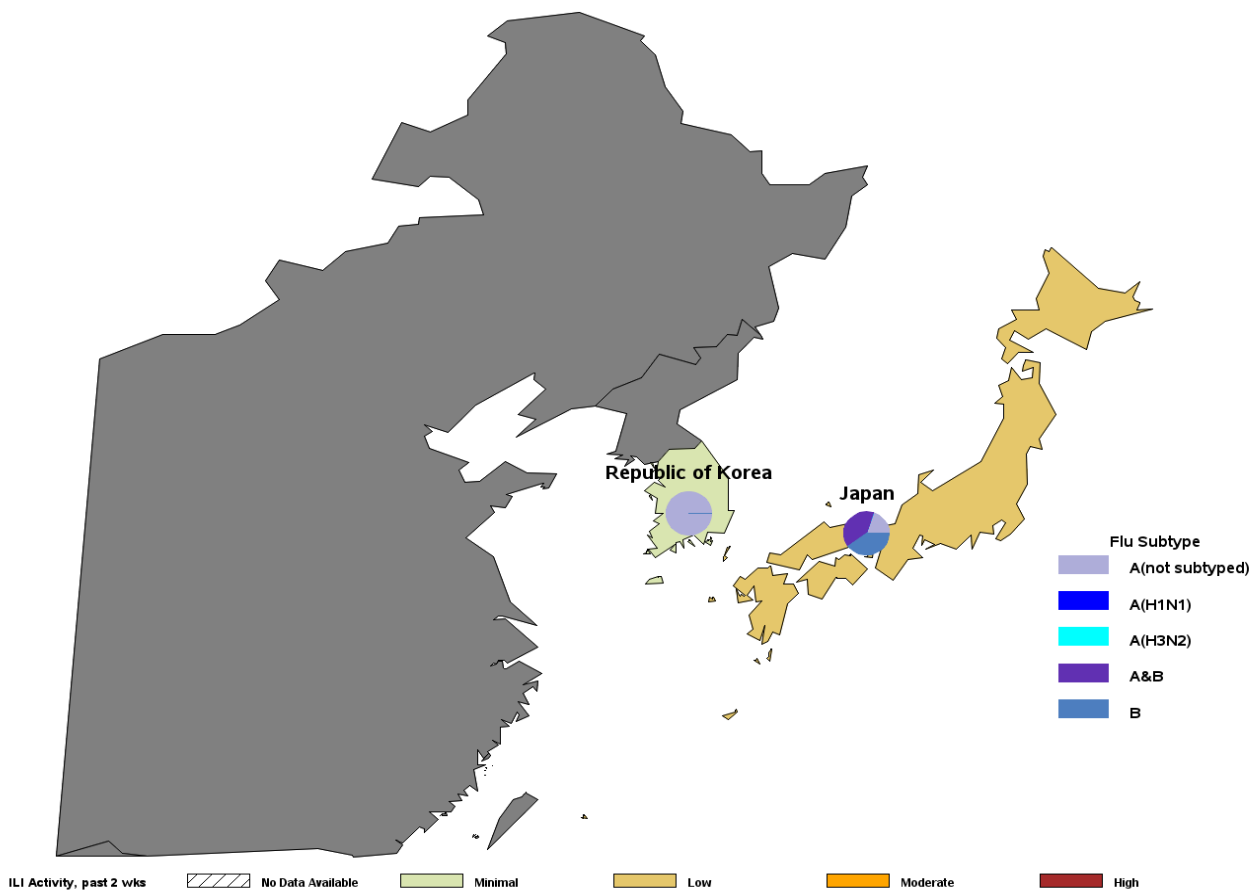 Republic of Korea
Japan
Flu Subtype
A(not subtyped)
A(H1N1)
A(H3N2)
A&B
B
ILI Activity, past 2 wks No Data Available Minimal Low Moderate High